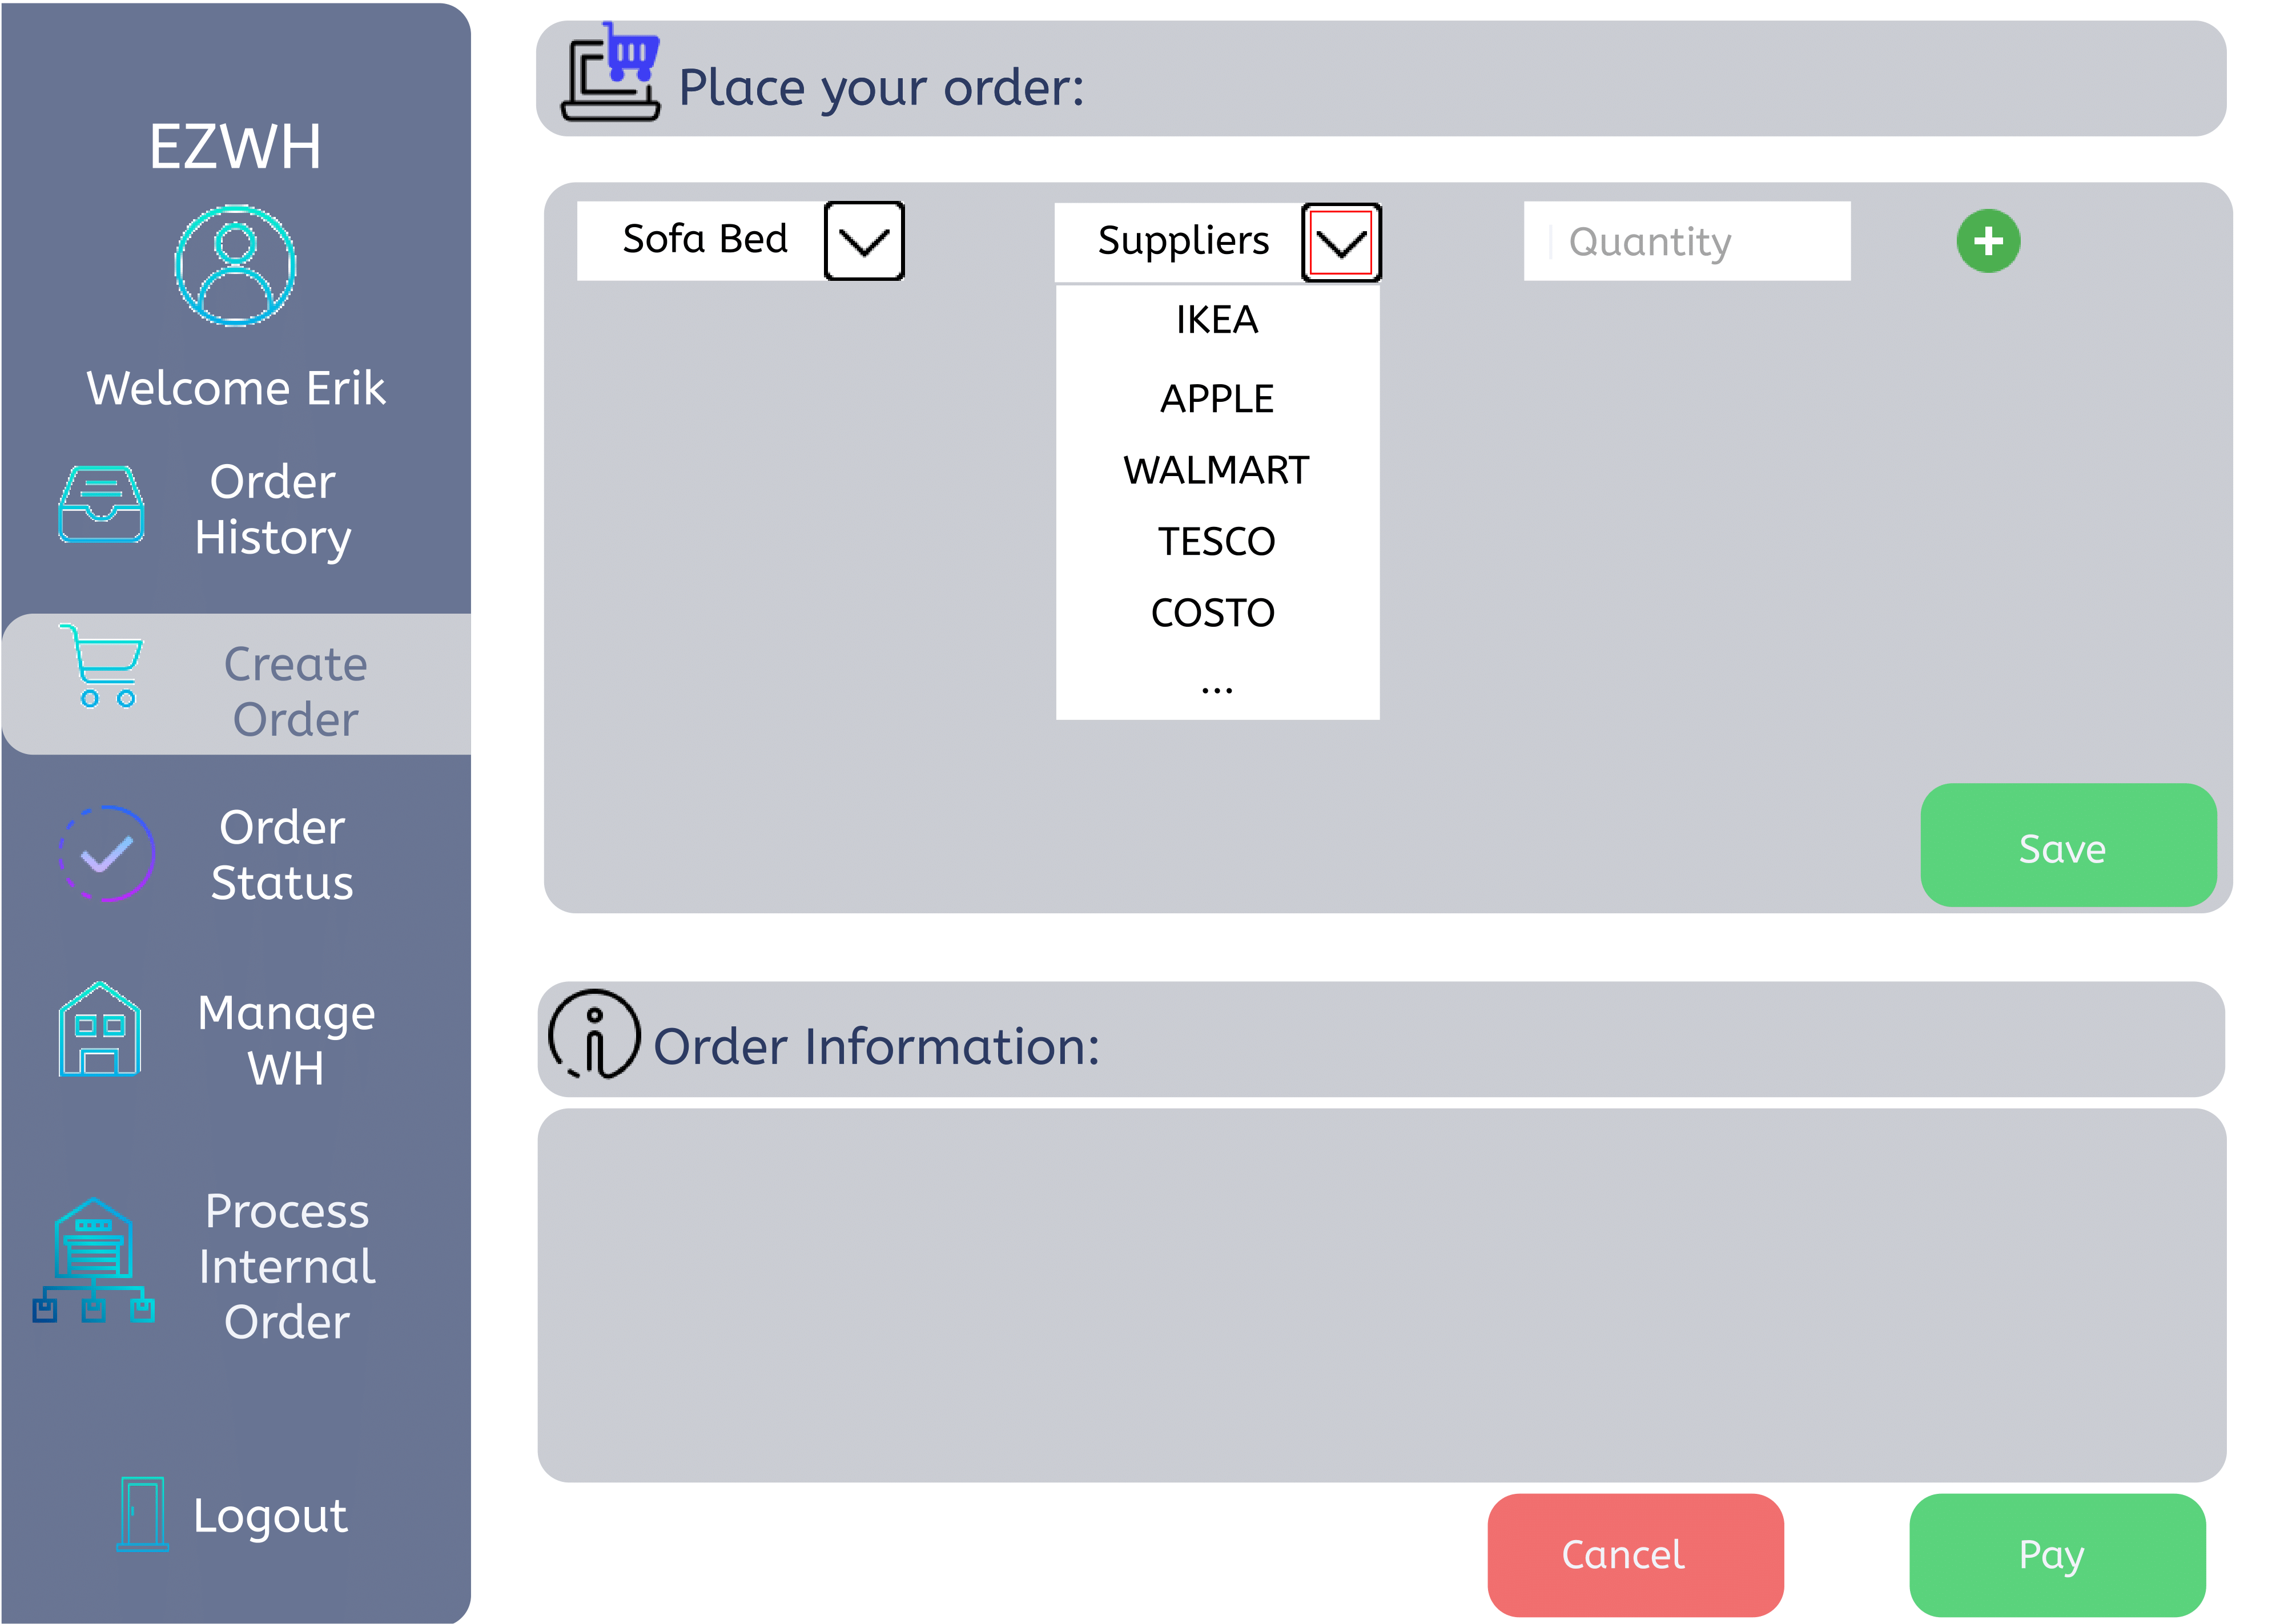 EZWH
Welcome Erik
Order
History
Create
Order
Order
Status
Manage
WH
Process
Internal
Order
Logout
Place your order:
Sofa Bed
Suppliers
Quantity
IKEA
APPLE
WALMART
TESCO
COSTO
...
Save
Order Information:
Cancel
Pay